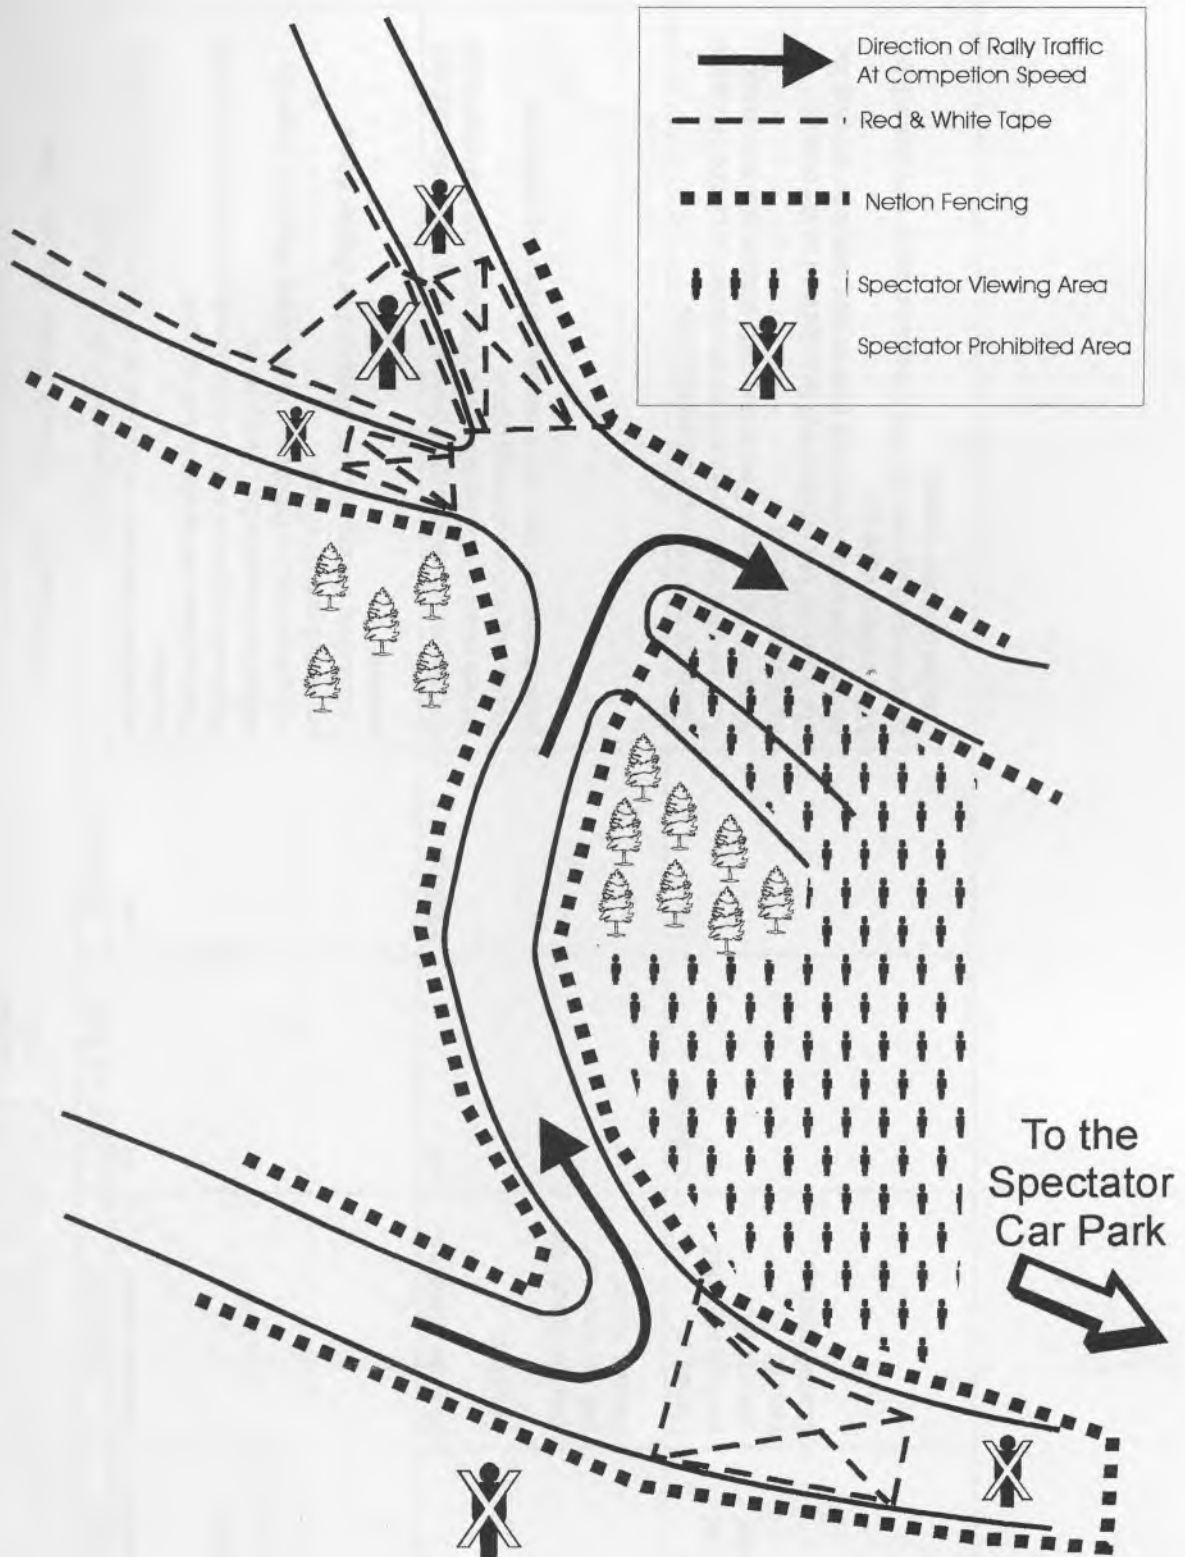 Direction of Rally Traffic
At Competion Speed
Red & White Tape
Netlon Fencing
Spectator Viewing Area
Spectator Prohibited Area
To the
Spectator
Car Park